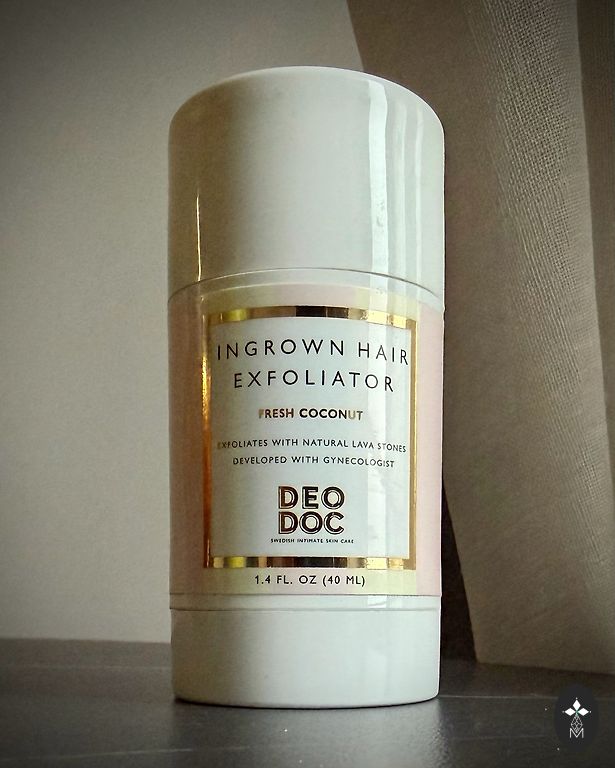 INGROWN HAIR
EXFOLIATOR
FRESH COCONUT
EXFOLIATES WITH NATURAL LAVA STONES
DEVELOPED WITH GYNECOLOGIST
DEO
DOC
SWEDISH INTIMATE SKIN CARE
1.4 FL. OZ (40 ML)
M